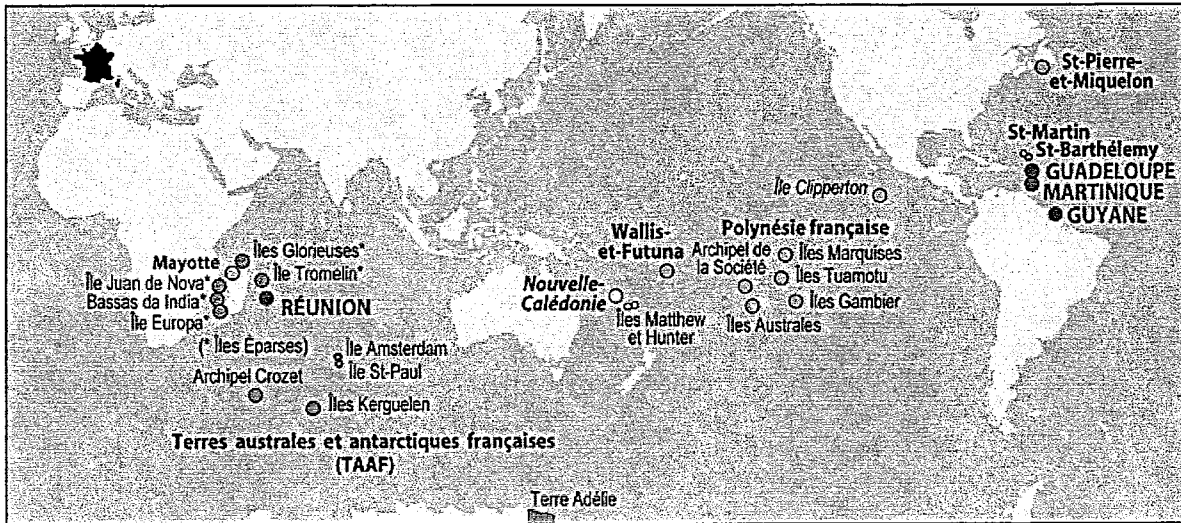 St-Pierre-
et-Miquelon
St-Martin
St-Barthélemy
GUADELOUPE
MARTINIQUE
GUYANE
Île Clipperton
Wallis-
et-Futuna
Polynésie française
Archipel de
la Société
Îles Marquises
Îles Tuamotu
Îles Gambier
Îles Australes
Nouvelle-
Calédonie
Îles Matthew
et Hunter
Mayotte
Îles Glorieuses*
Île Juan de Nova*
Île Tromelin*
Bassas da India*
RÉUNION
Île Europa*
(* Îles Éparses)
Île Amsterdam
Île St-Paul
Archipel Crozet
Îles Kerguelen
Terres australes et antarctiques françaises
(TAAF)
Terre Adélie